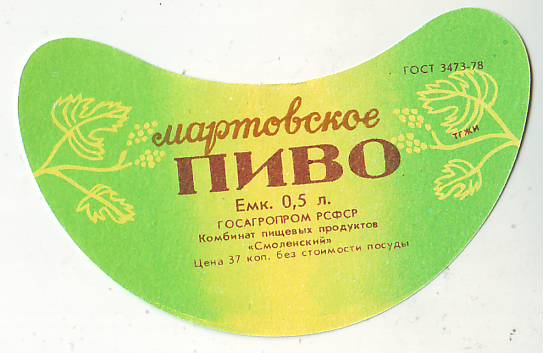 ГОСТ 3473-78
мартовское
ПИВО
ТГЖИ
Емк. 0,5 л.
ГОСАГРОПРОМ РСФСР
Комбинат пищевых продуктов
«Смоленский»
Цена 37 коп. без стоимости посуды